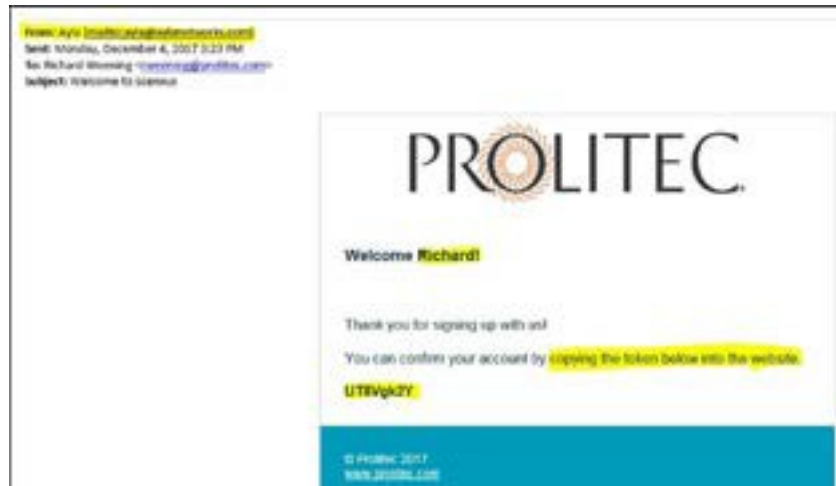 From: Ayla
Sent: Monday, December 4, 2017 3:23 PM
To: Richard
Subject: Welcome to
PROLITEC
Welcome Richard!
Thank you for signing up with us!
You can confirm your account by copying the token below into the website.
© Prolitec 2017
www.prolitec.com